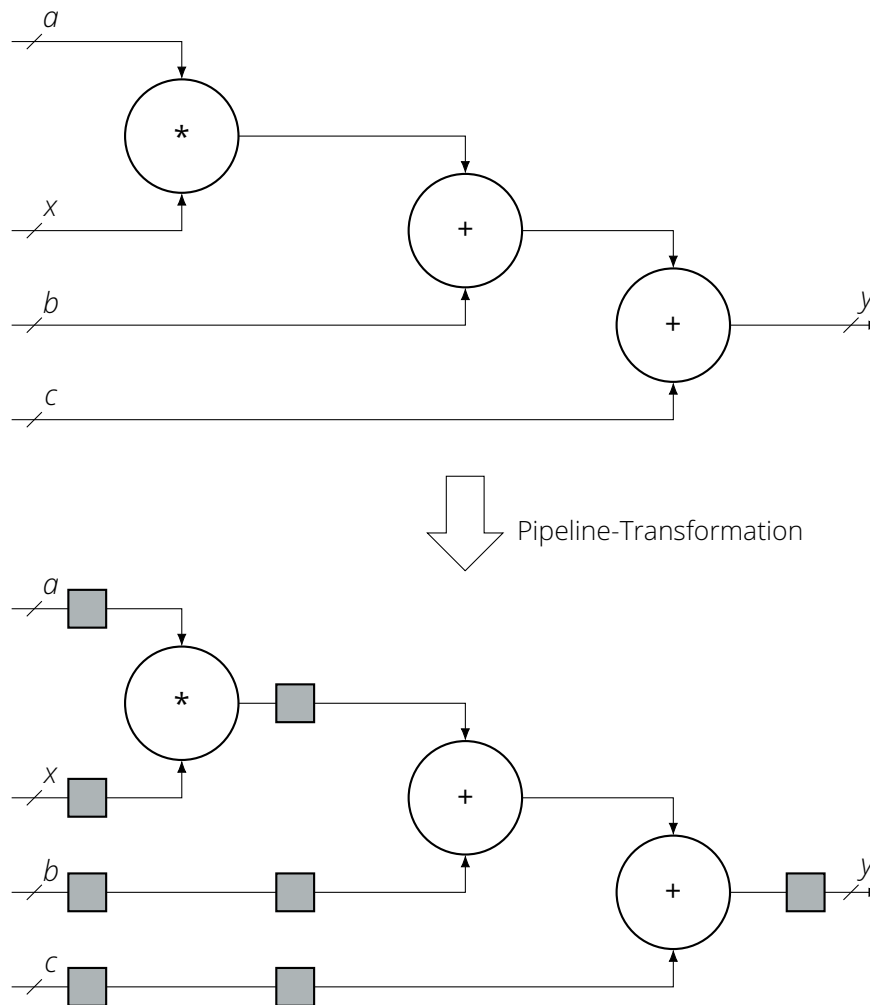 a
*
x
+
b
y
+
c
Pipeline-Transformation
a
*
x
+
b
y
+
c